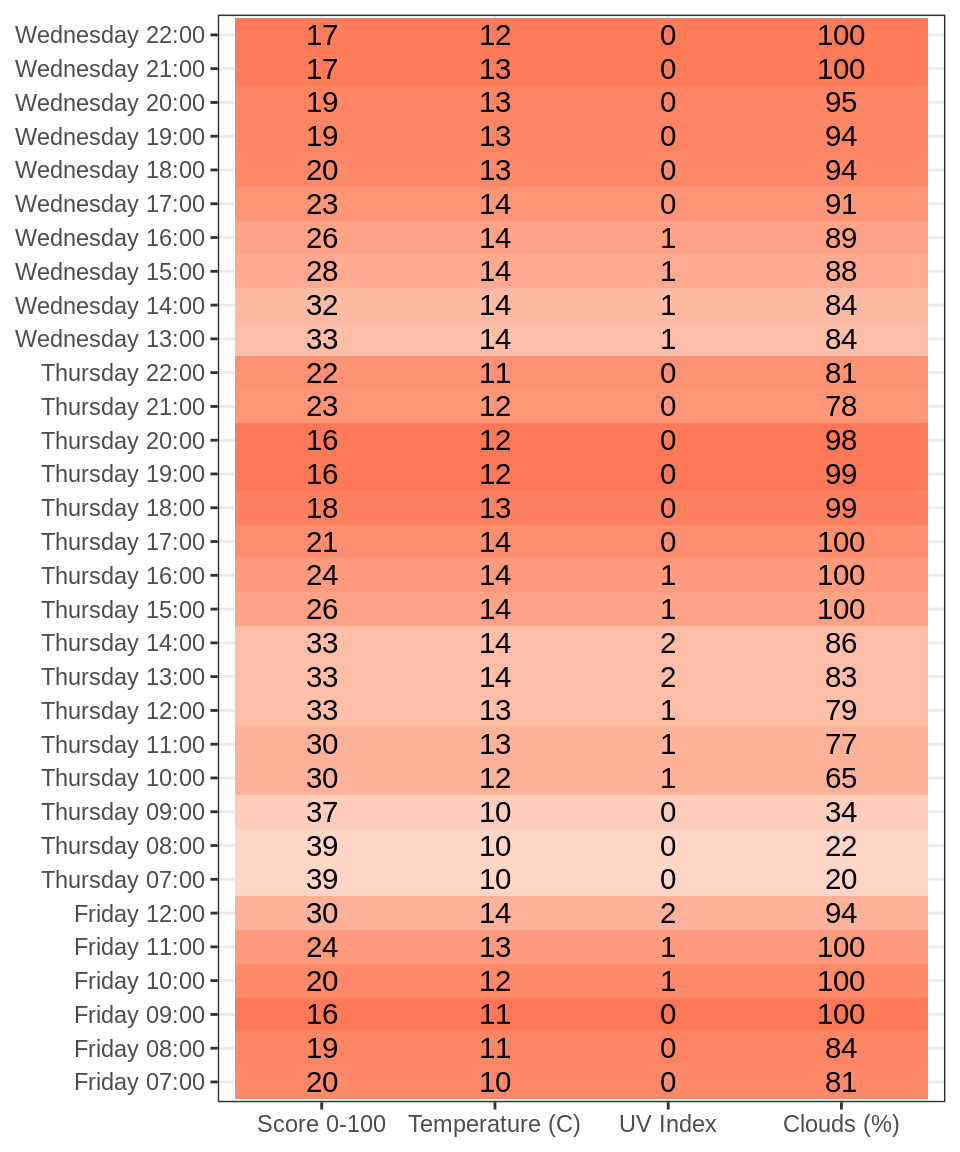 Wednesday 22:00 17 12 0 100
Wednesday 21:00 17 13 0 100
Wednesday 20:00 19 13 0 95
Wednesday 19:00 19 13 0 94
Wednesday 18:00 20 13 0 94
Wednesday 17:00 23 14 0 91
Wednesday 16:00 26 14 1 89
Wednesday 15:00 28 14 1 88
Wednesday 14:00 32 14 1 84
Wednesday 13:00 33 14 1 84
Thursday 22:00 22 11 0 81
Thursday 21:00 23 12 0 78
Thursday 20:00 16 12 0 98
Thursday 19:00 16 12 0 99
Thursday 18:00 18 13 0 99
Thursday 17:00 21 14 0 100
Thursday 16:00 24 14 1 100
Thursday 15:00 26 14 1 100
Thursday 14:00 33 14 2 86
Thursday 13:00 33 14 2 83
Thursday 12:00 33 13 1 79
Thursday 11:00 30 13 1 77
Thursday 10:00 30 12 1 65
Thursday 09:00 37 10 0 34
Thursday 08:00 39 10 0 22
Thursday 07:00 39 10 0 20
Friday 12:00 30 14 2 94
Friday 11:00 24 13 1 100
Friday 10:00 20 12 1 100
Friday 09:00 16 11 0 100
Friday 08:00 19 11 0 84
Friday 07:00 20 10 0 81
Score 0-100 Temperature (C) UV Index Clouds (%)